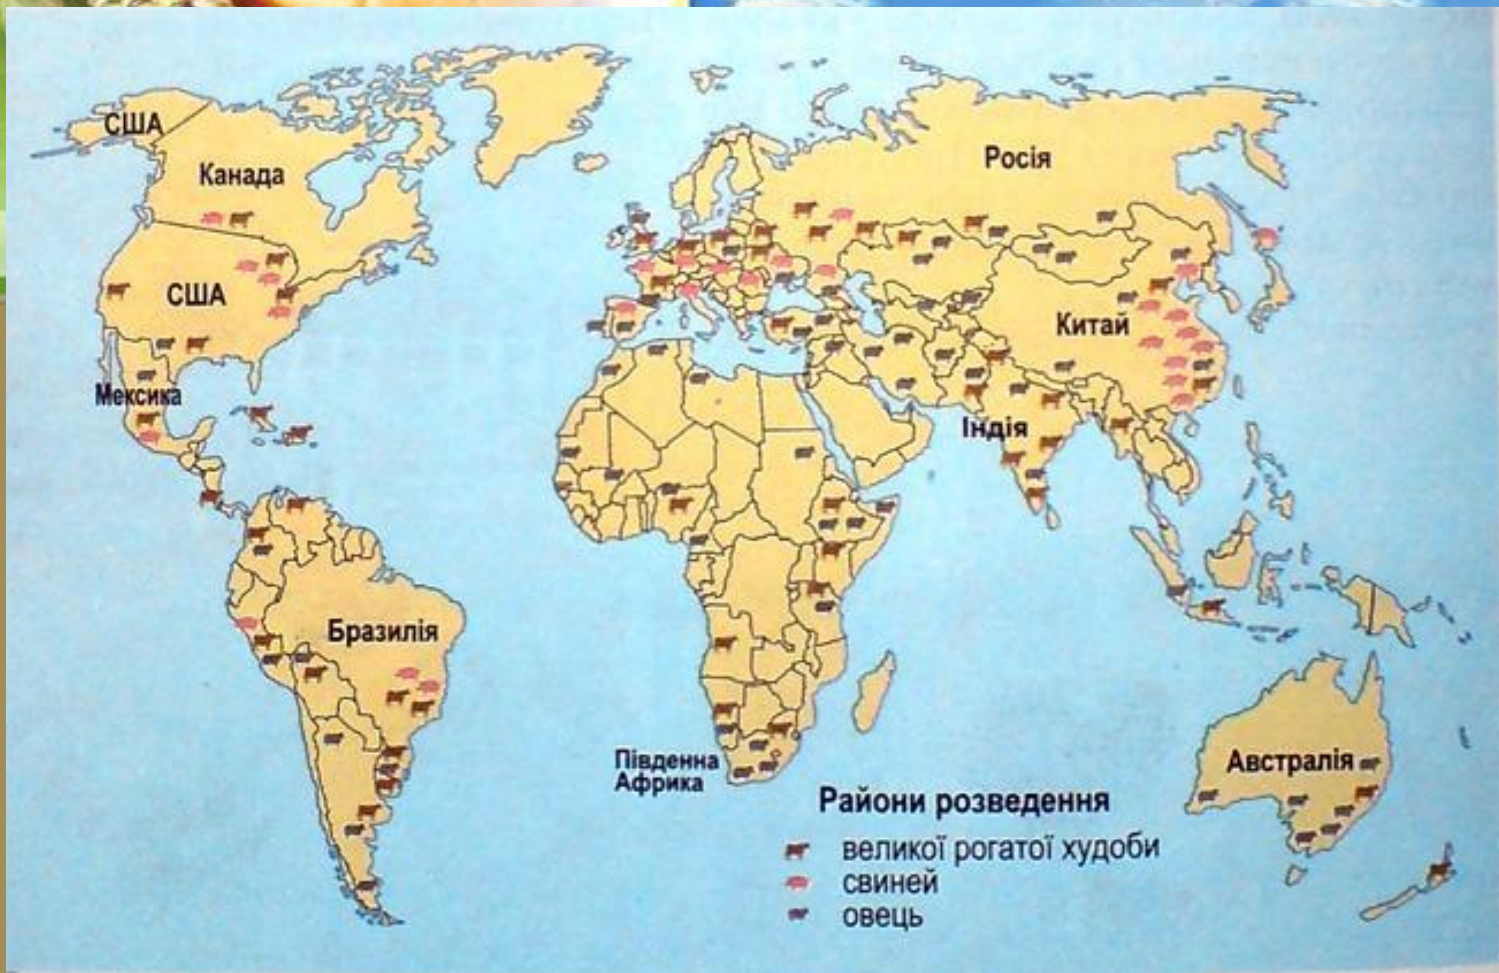 США
Канада
Росія
США
Китай
Мексика
Індія
Бразилія
Південна
Африка
Австралія
Райони розведення
великої рогатої худоби
свиней
овець